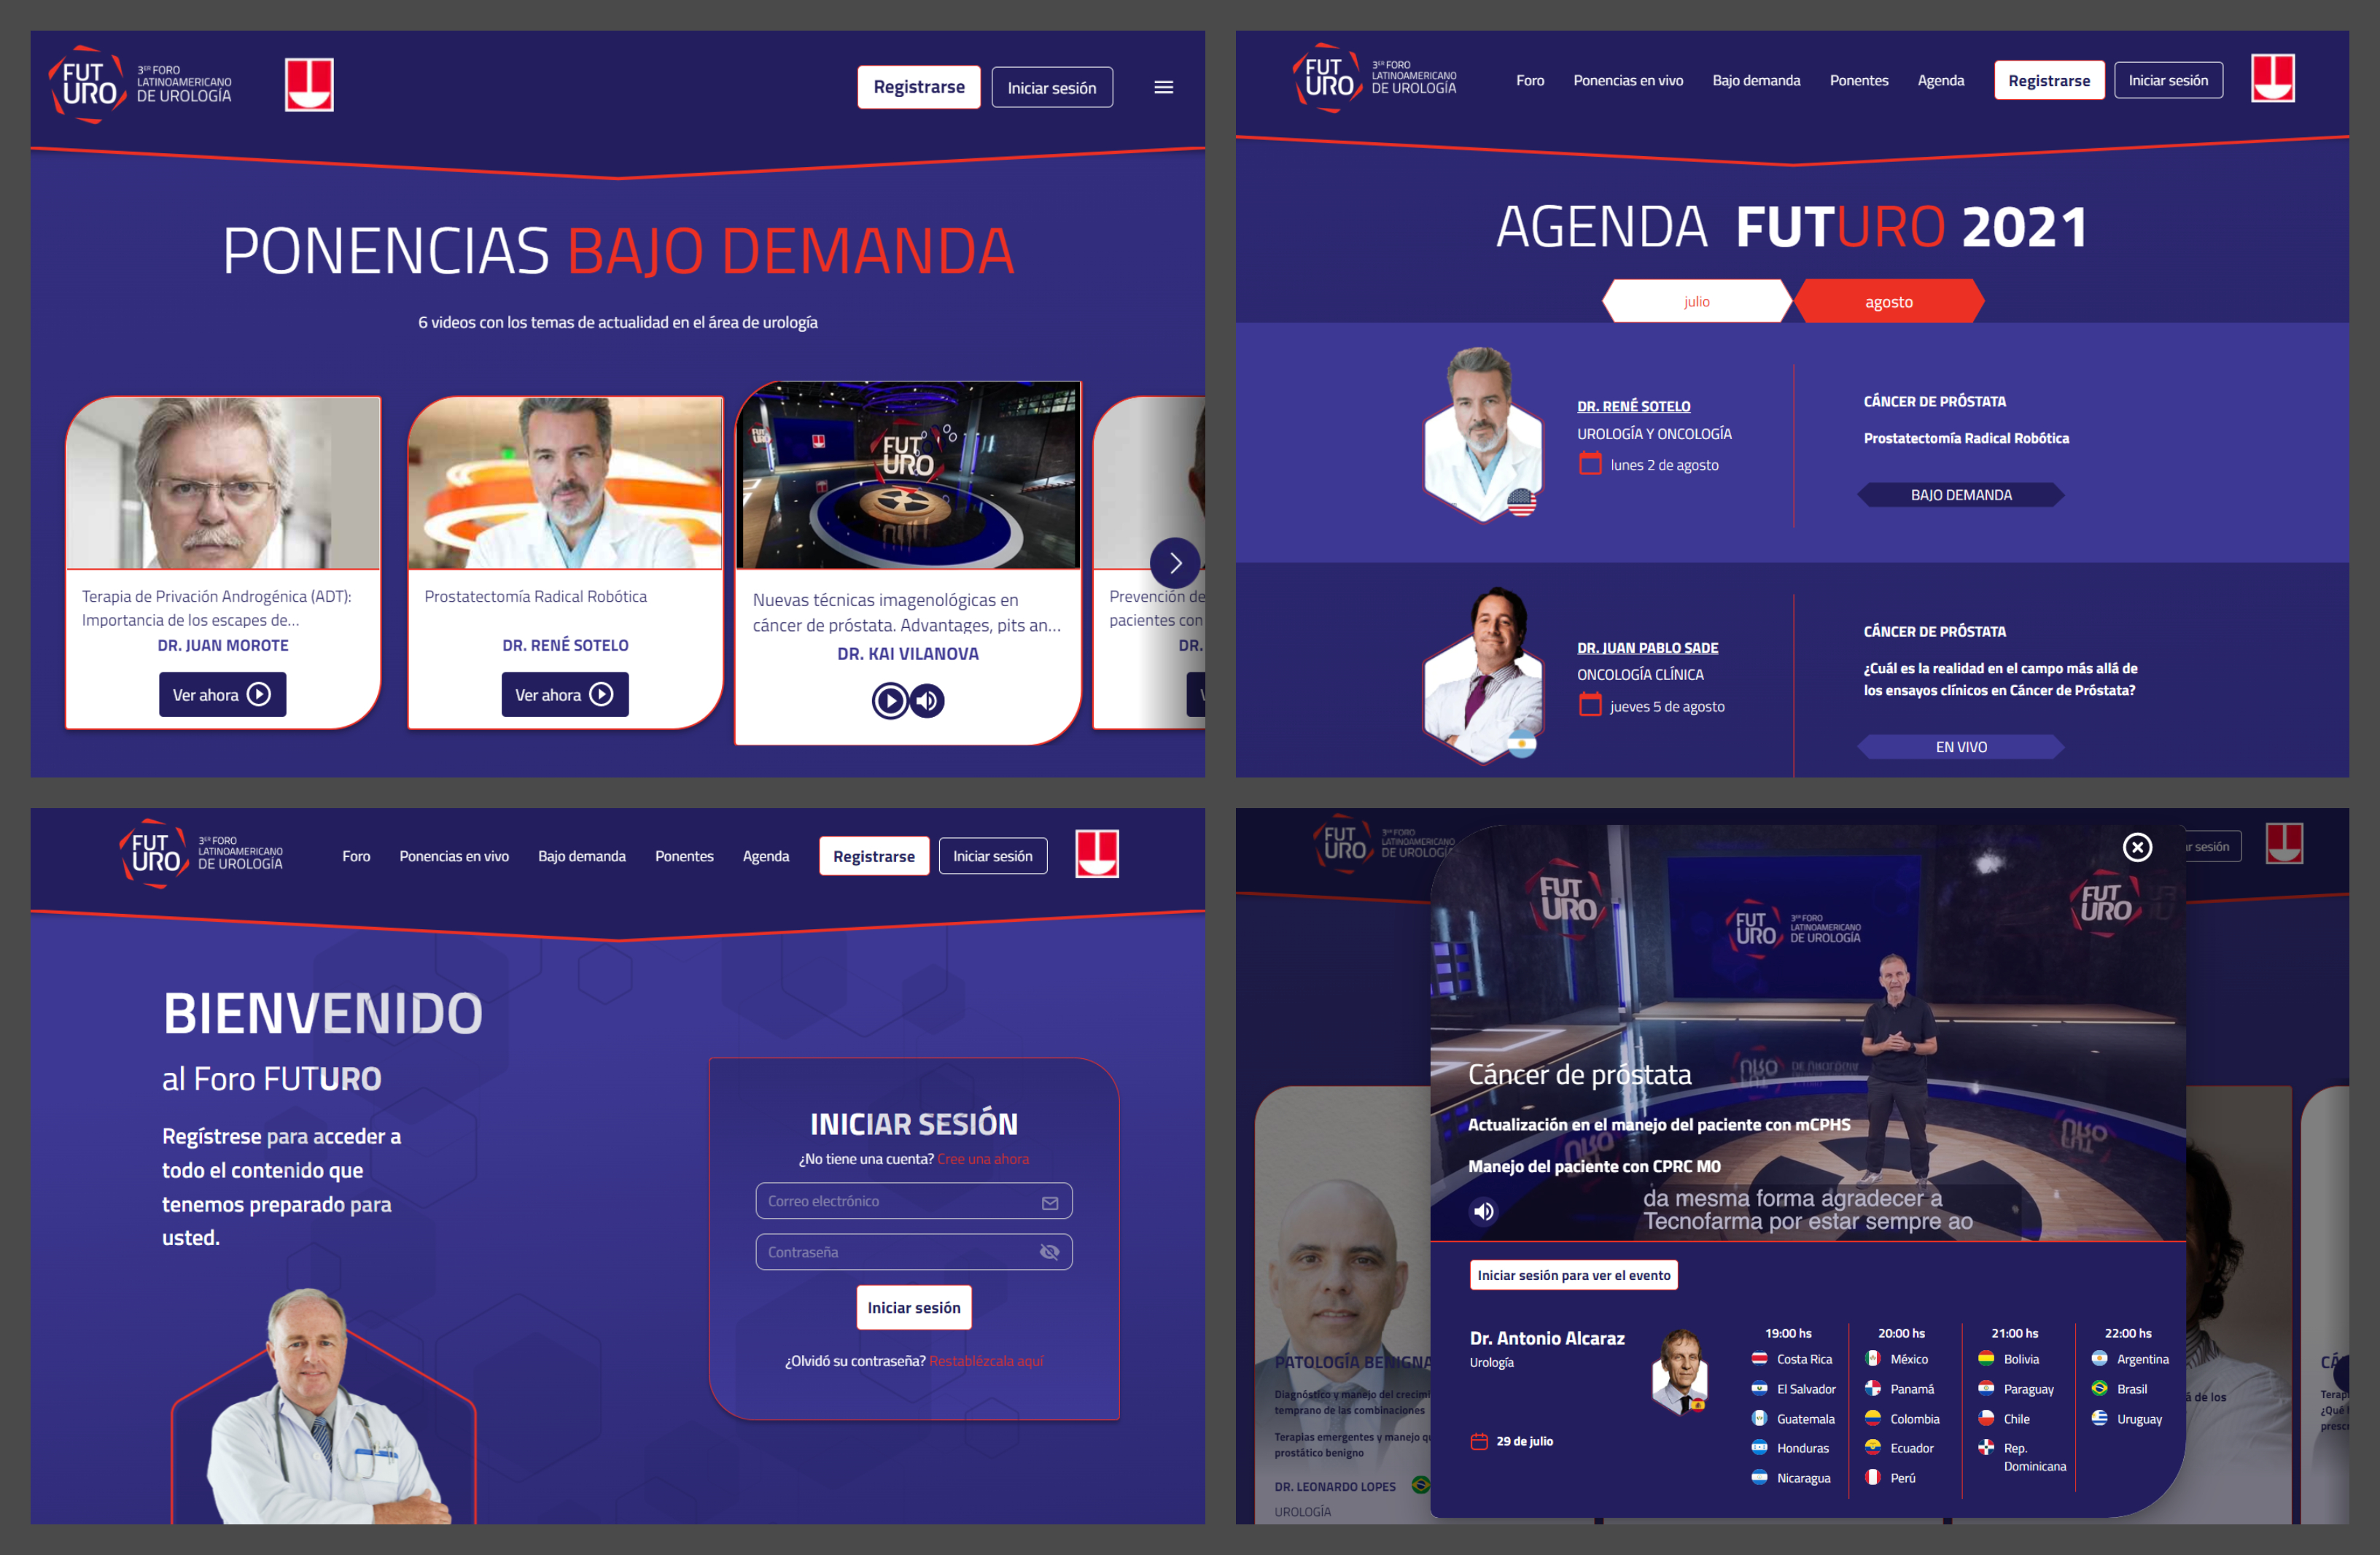 FUT
URO
3ER FORO
LATINOAMERICANO
DE UROLOGÍA
Registrarse
Iniciar sesión
PONENCIAS BAJO DEMANDA
6 videos con los temas de actualidad en el área de urología
FUT
URO
Terapia de Privación Androgénica (ADT):
Importancia de los escapes de...
DR. JUAN MOROTE
Ver ahora
Prostatectomía Radical Robótica
DR. RENÉ SOTELO
Ver ahora
Nuevas técnicas imagenológicas en
cáncer de próstata. Advantages, pits an...
DR. KAI VILANOVA
Prevención de
pacientes con
DR.
FUT
URO
3ER FORO
LATINOAMERICANO
DE UROLOGÍA
Foro
Ponencias en vivo
Bajo demanda
Ponentes
Agenda
Registrarse
Iniciar sesión
AGENDA FUTURO 2021
julio
agosto
DR. RENÉ SOTELO
UROLOGÍA Y ONCOLOGÍA
lunes 2 de agosto
CÁNCER DE PRÓSTATA
Prostatectomía Radical Robótica
BAJO DEMANDA
DR. JUAN PABLO SADE
ONCOLOGÍA CLÍNICA
jueves 5 de agosto
CÁNCER DE PRÓSTATA
¿Cuál es la realidad en el campo más allá de
los ensayos clínicos en Cáncer de Próstata?
EN VIVO
FUT
URO
3ER FORO
LATINOAMERICANO
DE UROLOGÍA
Foro
Ponencias en vivo
Bajo demanda
Ponentes
Agenda
Registrarse
Iniciar sesión
BIENVENIDO
al Foro FUTURO
Regístrese para acceder a
todo el contenido que
tenemos preparado para
usted.
INICIAR SESIÓN
¿No tiene una cuenta? Cree una ahora
Correo electrónico
Contraseña
Iniciar sesión
¿Olvidó su contraseña? Restablézcala aquí
FUT
URO
3ER FORO
LATINOAMERICANO
DE UROLOGÍA
sesión
FUT
URO
FUT
URO
3ER FORO
LATINOAMERICANO
DE UROLOGÍA
FUT
URO
Cáncer de próstata
Actualización en el manejo del paciente con mCPHS
Manejo del paciente con CPRC M0
da mesma forma agradecer a
Tecnofarma por estar sempre ao
Iniciar sesión para ver el evento
Dr. Antonio Alcaraz
Urología
29 de julio
19:00 hs
Costa Rica
El Salvador
Guatemala
Honduras
Nicaragua
20:00 hs
México
Panamá
Colombia
Ecuador
Perú
21:00 hs
Bolivia
Paraguay
Chile
Rep.
Dominicana
22:00 hs
Argentina
Brasil
Uruguay
PATOLOGÍA BENIGNA
Diagnóstico y manejo del
temprano de las combinaciones
Terapias emergentes y manejo
prostático benigno
DR. LEONARDO LOPES
UROLOGÍA
de los